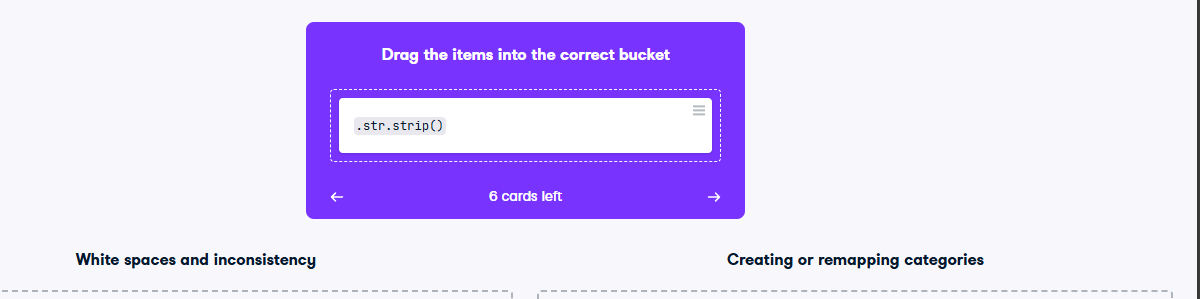 Drag the items into the correct bucket
.str.strip()
6 cards left
White spaces and inconsistency
Creating or remapping categories